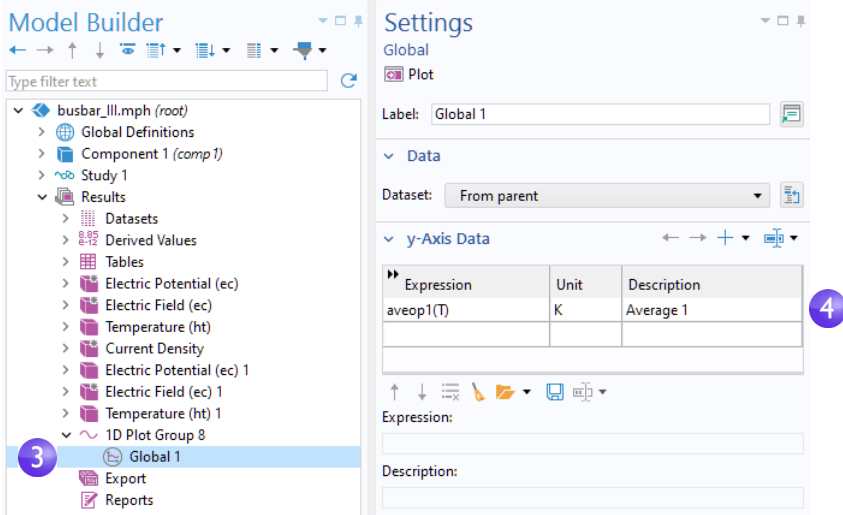 Model Builder
Type filter text
busbar_III.mph (root)
Global Definitions
Component 1 (comp1)
Study 1
Results
Datasets
8.85
e-12 Derived Values
Tables
Electric Potential (ec)
Electric Field (ec)
Temperature (ht)
Current Density
Electric Potential (ec) 1
Electric Field (ec) 1
Temperature (ht) 1
1D Plot Group 8
3 Global 1
Export
Reports
Settings
Global
Plot
Label: Global 1
Data
Dataset: From parent
y-Axis Data
Expression Unit Description
aveop1(T) K Average 1
4
Expression:
Description: